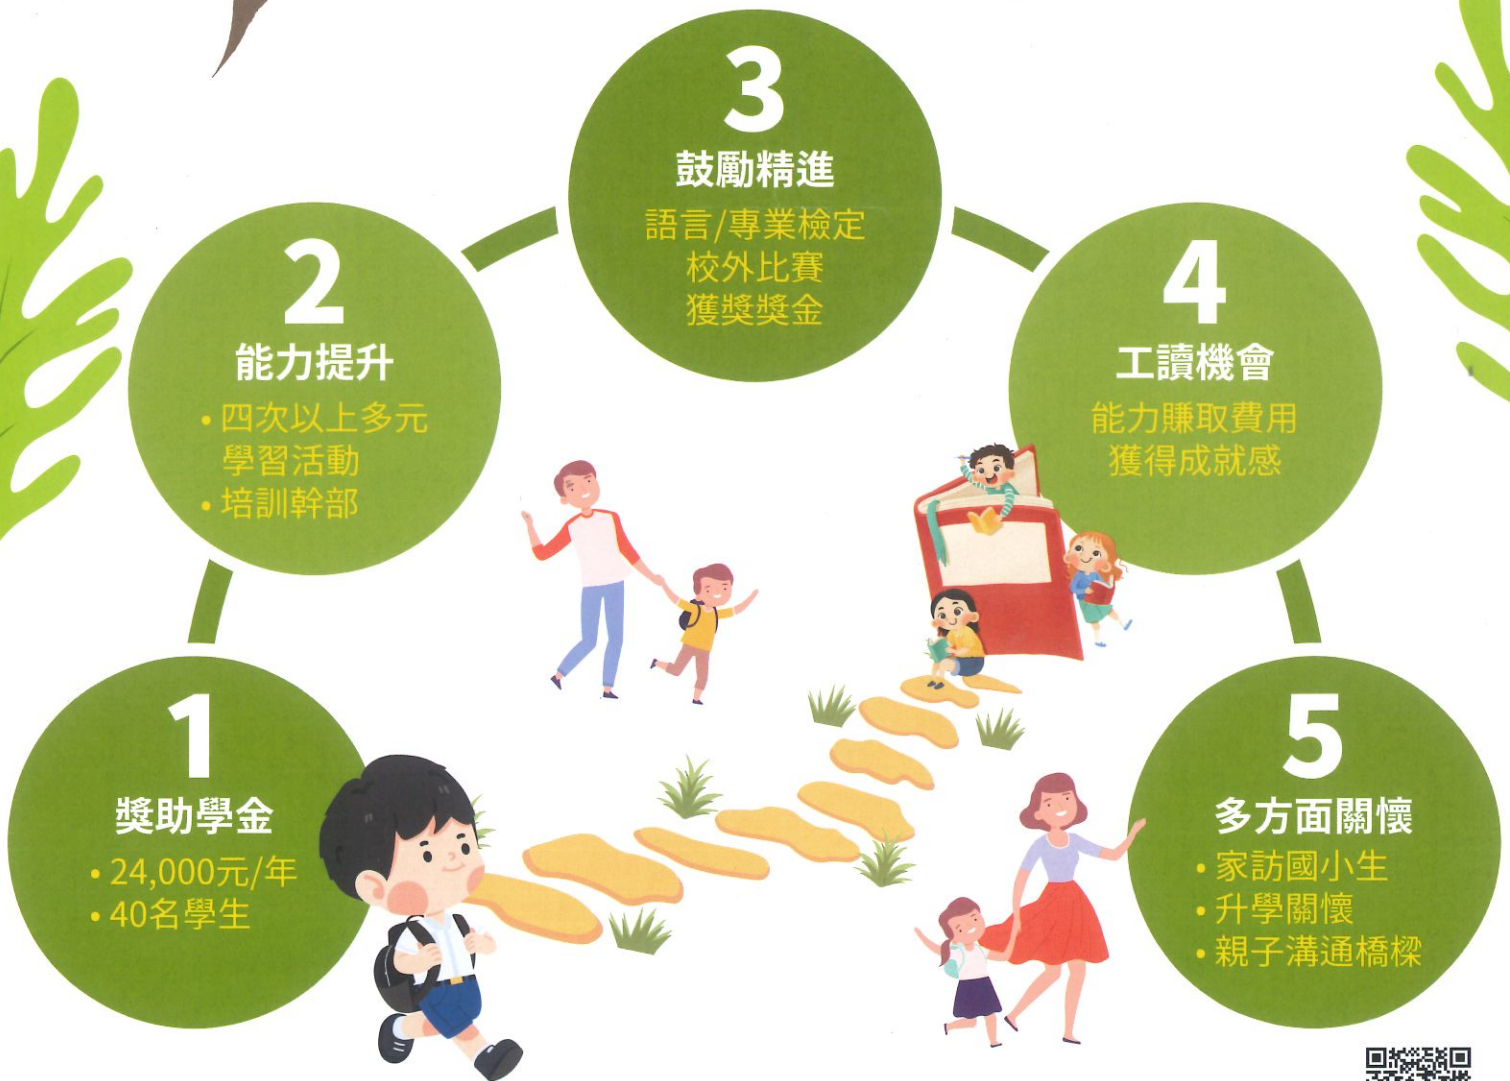 1
獎助學金
• 24,000元/年
• 40名學生
2
能力提升
• 四次以上多元
學習活動
• 培訓幹部
3
鼓勵精進
語言/專業檢定
校外比賽
獲獎獎金
4
工讀機會
能力賺取費用
獲得成就感
5
多方面關懷
• 家訪國小生
• 升學關懷
• 親子溝通橋樑